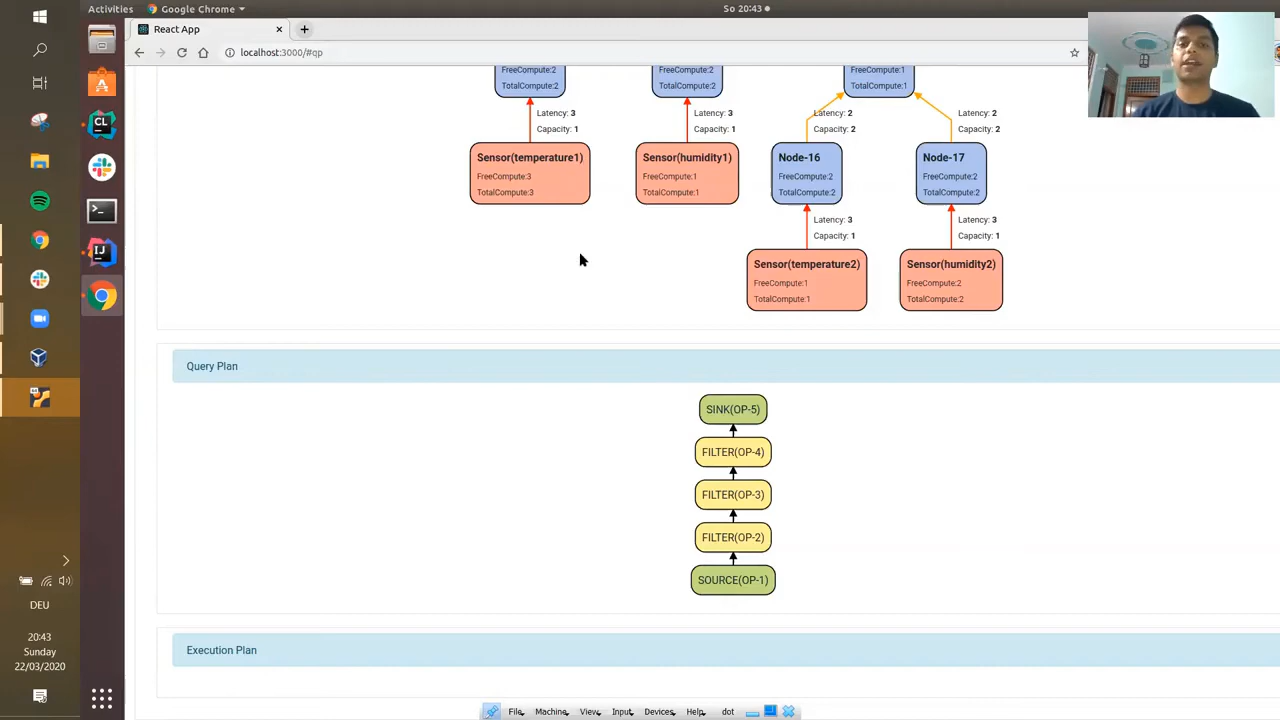 Activities
Google Chrome
So 20:43
React App
localhost:3000/#qp
FreeCompute:2
TotalCompute:2
FreeCompute:2
TotalCompute:2
FreeCompute:1
TotalCompute:1
Latency: 3
Capacity: 1
Latency: 3
Capacity: 1
Latency: 2
Capacity: 2
Latency: 2
Capacity: 2
Sensor(temperature1)
FreeCompute:3
TotalCompute:3
Sensor(humidity1)
FreeCompute:1
TotalCompute:1
Node-16
FreeCompute:2
TotalCompute:2
Node-17
FreeCompute:2
TotalCompute:2
Latency: 3
Capacity: 1
Latency: 3
Capacity: 1
Sensor(temperature2)
FreeCompute:1
TotalCompute:1
Sensor(humidity2)
FreeCompute:2
TotalCompute:2
Query Plan
SINK(OP-5)
FILTER(OP-4)
FILTER(OP-3)
FILTER(OP-2)
SOURCE(OP-1)
Execution Plan
CL
IJ
DEU
20:43
Sunday
22/03/2020
File Machine View Input Devices Help dot